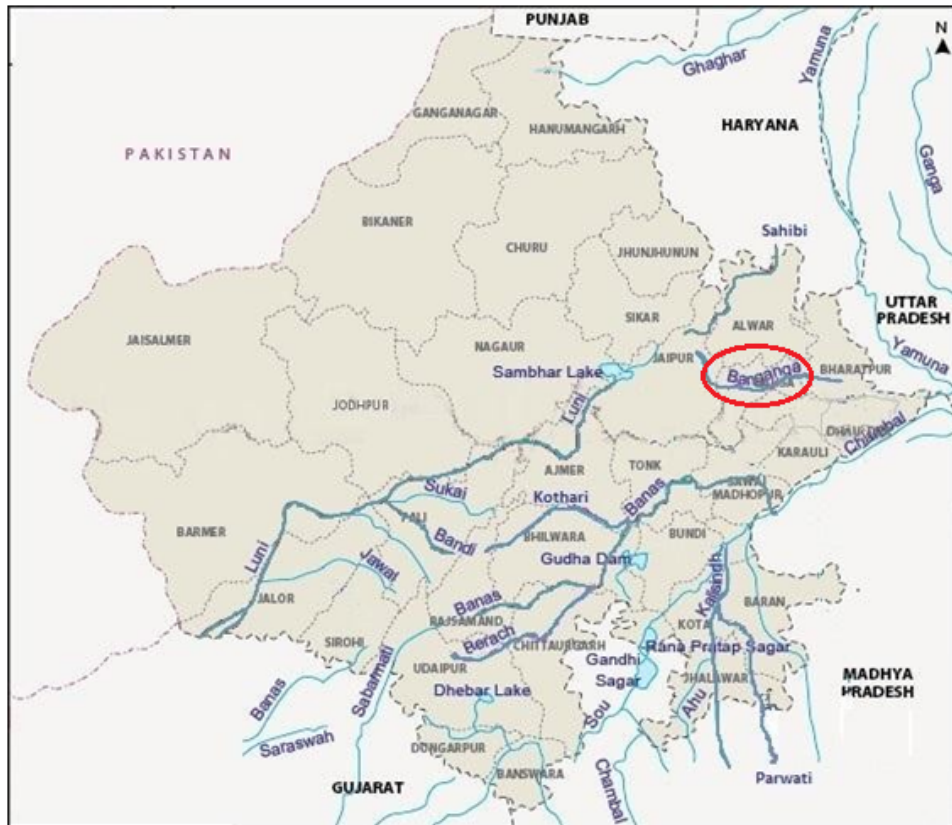 PUNJAB
N
Ghaghar
Yamuna
GANGANAGAR
HANUMANGARH
HARYANA
PAKISTAN
Ganga
BIKANER
CHURU
JHUNJHUNUN
Sahibi
UTTAR
PRADESH
SIKAR
ALWAR
JAISALMER
NAGAUR
JAIPUR
Sambhar Lake
Banganga
BHARATPUR
Yamuna
JODHPUR
Luni
Chambal
KARAULI
AJMER
TONK
SAWAI
MADHOPUR
Sukai
Kothari
Banas
BARMER
PALI
Bandi
BHILWARA
BUNDI
Luni
Jawai
Gudha Dam
Kalisindh
JALOR
Banas
BARAN
RAJSAMAND
KOTA
SIROHI
Berach
CHITTAURGARH
Rana Pratap Sagar
UDAIPUR
Gandhi
Sagar
MADHYA
PRADESH
Banas
Sabarmati
Dhebar Lake
JHALAWAR
Ahu
Saraswah
Sou
DUNGARPUR
BANSWARA
Chambal
Parwati
GUJARAT